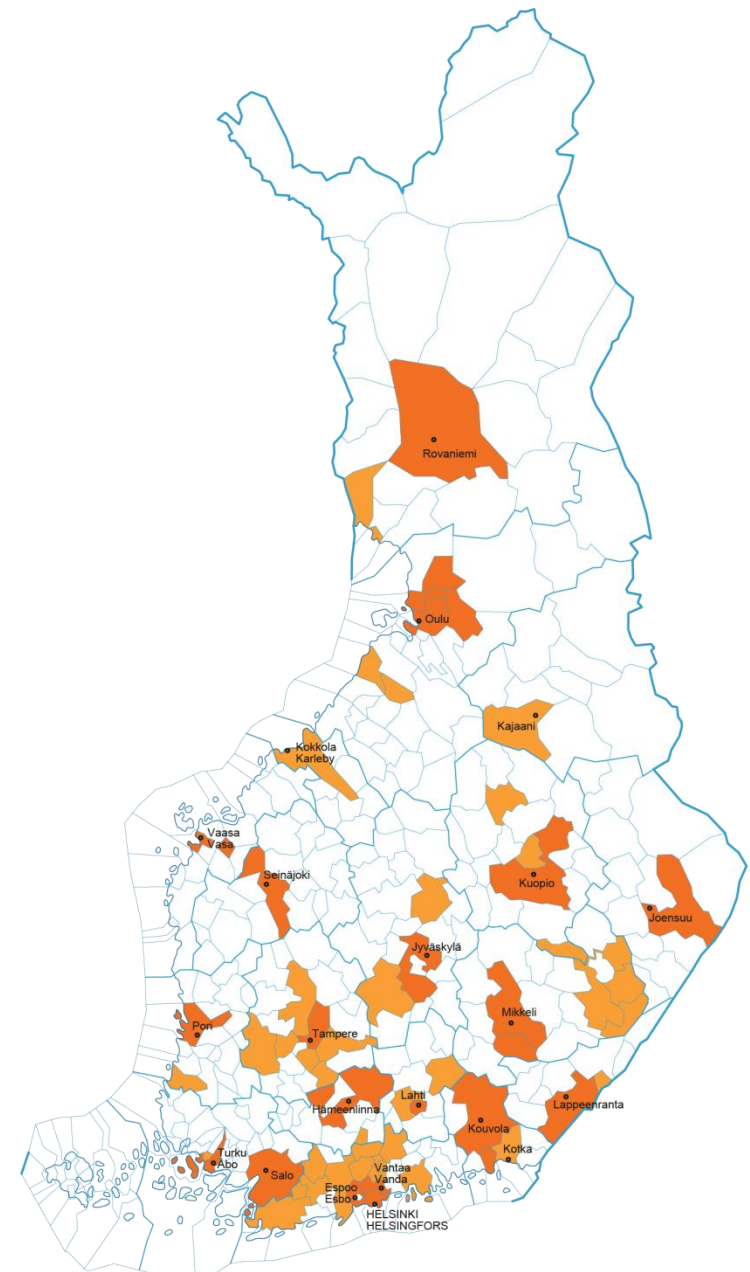 Rovaniemi
Oulu
Kajaani
Kokkola
Karleby
Vaasa
Vasa
Seinäjoki
Kuopio
Joensuu
Jyväskylä
Mikkeli
Pori
Tampere
Lahti
Hämeenlinna
Lappeenranta
Kouvola
Kotka
Turku
Åbo
Salo
Vantaa
Vanda
Espoo
Esbo
HELSINKI
HELSINGFORS